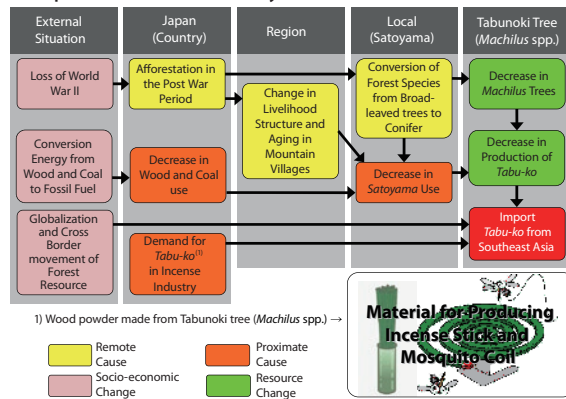 External
Situation
Japan
(Country)
Region
Local
(Satoyama)
Tabunoki Tree
(Machilus spp.)
Loss of World
War II
Afforestation in
the Post War
Period
Change in
Livelihood
Structure and
Aging in
Mountain
Villages
Conversion of
Forest Species
from Broad-
leaved trees to
Conifer
Decrease in
Machilus Trees
Conversion
Energy from
Wood and Coal
to Fossil Fuel
Decrease in
Wood and Coal
use
Decrease in
Satoyama Use
Decrease in
Production of
Tabu-ko
Globalization
and Cross
Border
movement of
Forest
Resource
Demand for
Tabu-ko(1)
in Incense
Industry
Import
Tabu-ko from
Southeast Asia
1) Wood powder made from Tabunoki tree (Machilus spp.) →
Material for Producing
Incense Stick and
Mosquito Coil
Remote
Cause
Proximate
Cause
Socio-economic
Change
Resource
Change